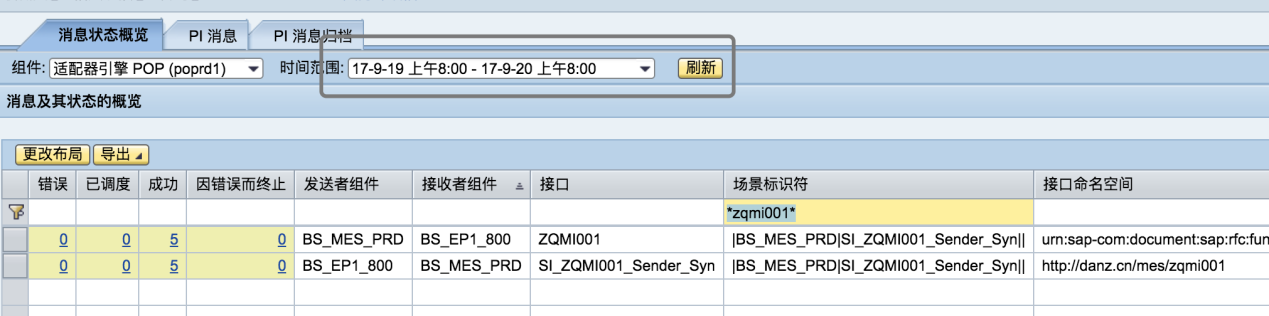 消息状态概览 PI 消息 PI 消息归档
组件: 适配器引擎 POP (poprd1) 时间范围: 17-9-19 上午8:00 - 17-9-20 上午8:00 刷新
消息及其状态的概览
更改布局 导出
错误 已调度 成功 因错误而终止 发送者组件 接收者组件 接口 场景标识符 接口命名空间
*zqmi001*
0 0 5 0 BS_MES_PRD BS_EP1_800 ZQMI001 |BS_MES_PRD|SI_ZQMI001_Sender_Syn|| urn:sap-com:document:sap:rfc:fun
0 0 5 0 BS_EP1_800 BS_MES_PRD SI_ZQMI001_Sender_Syn |BS_MES_PRD|SI_ZQMI001_Sender_Syn|| http://danz.cn/mes/zqmi001